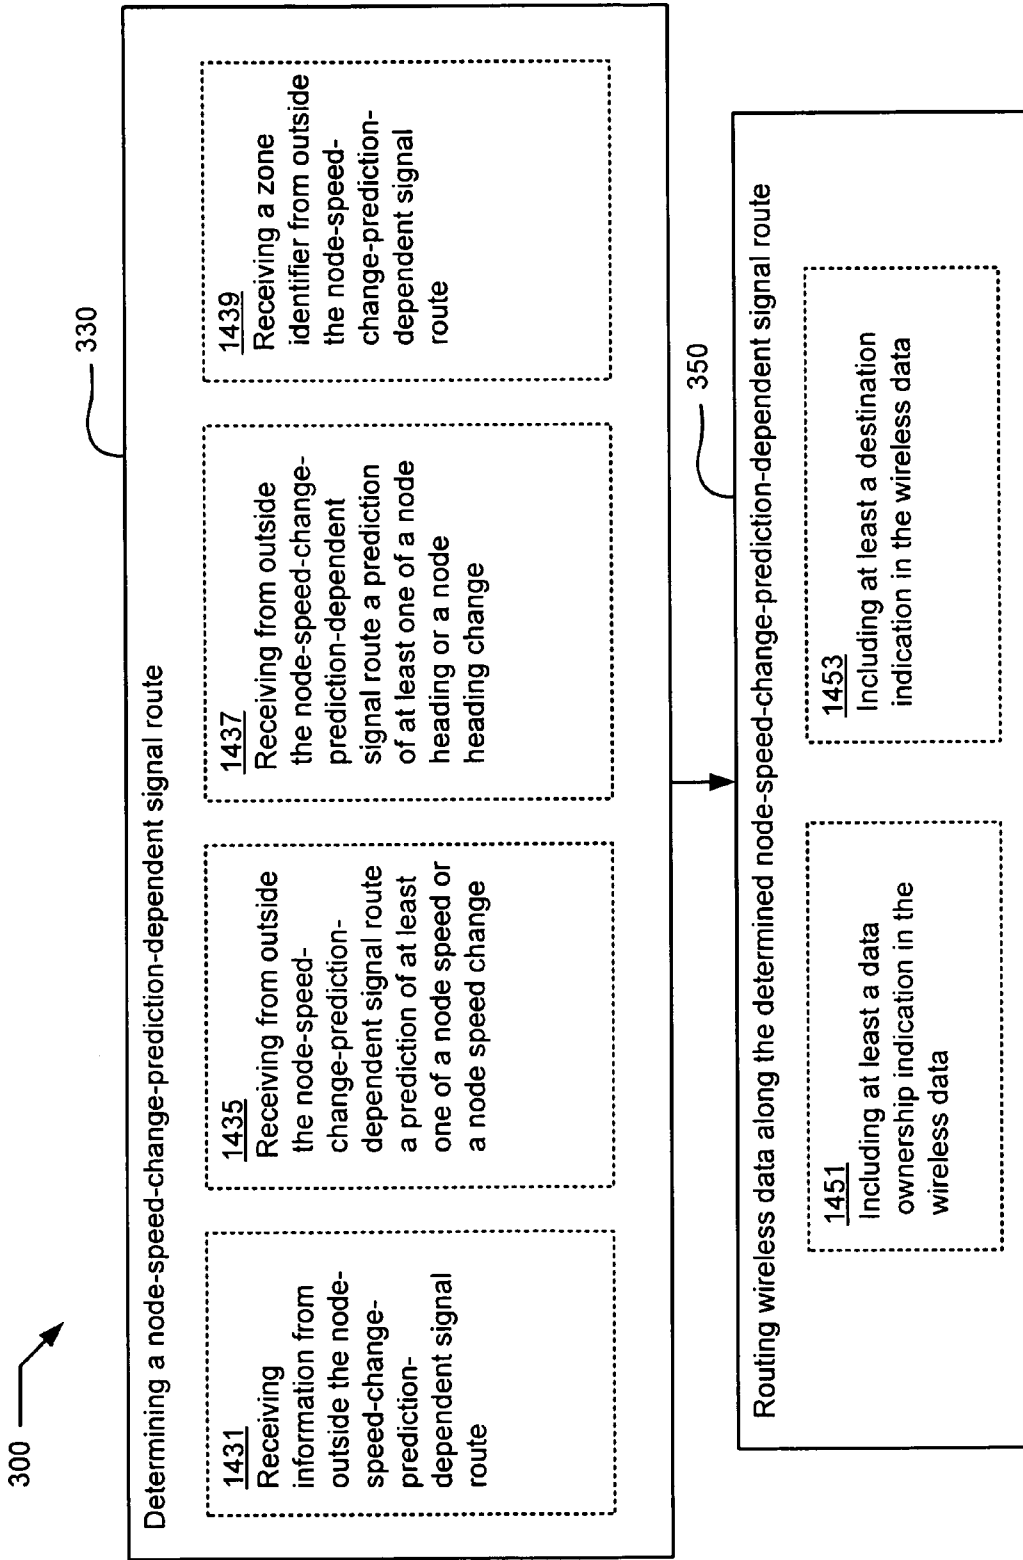 300
330
Determining a node-speed-change-prediction-dependent signal route
1431
Receiving
information from
outside the node-
speed-change-
prediction-
dependent signal
route
1435
Receiving from outside
the node-speed-
change-prediction-
dependent signal route
a prediction of at least
one of a node speed or
a node speed change
1437
Receiving from outside
the node-speed-change-
prediction-dependent
signal route a prediction
of at least one of a node
heading or a node
heading change
1439
Receiving a zone
identifier from outside
the node-speed-
change-prediction-
dependent signal
route
350
Routing wireless data along the determined node-speed-change-prediction-dependent signal route
1451
Including at least a data
ownership indication in the
wireless data
1453
Including at least a destination
indication in the wireless data